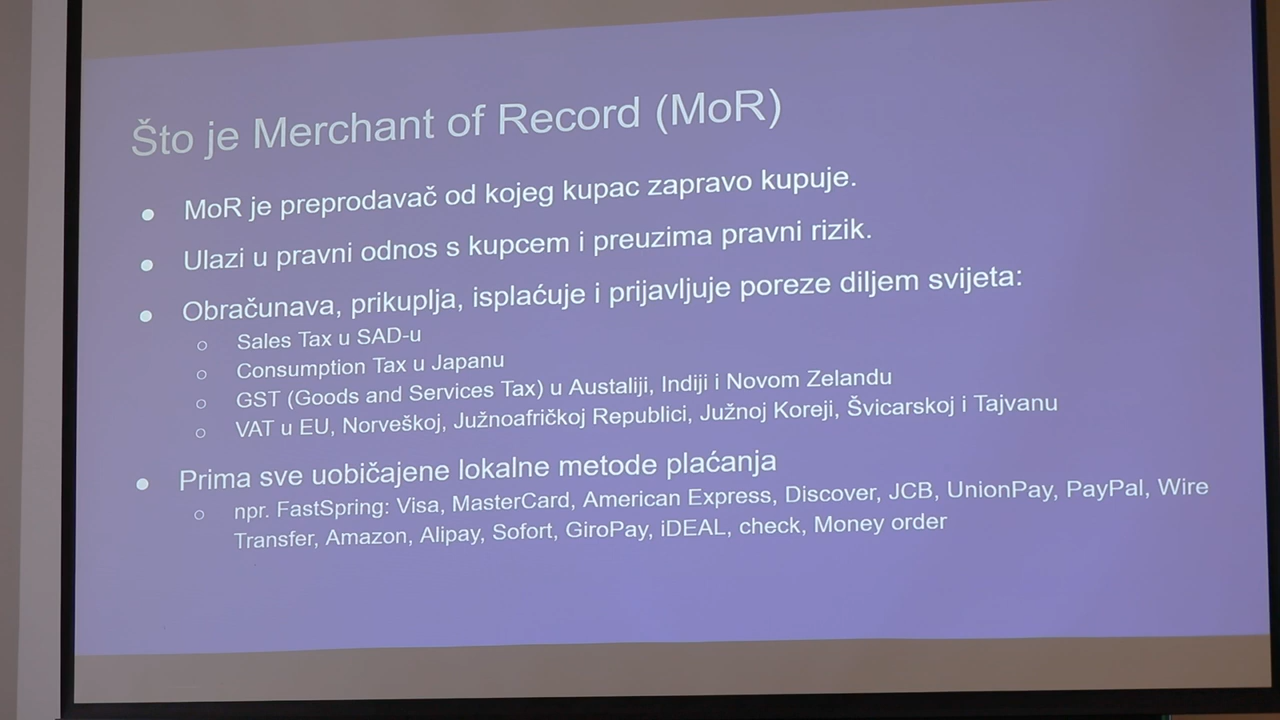 Što je Merchant of Record (MoR)
● MoR je preprodavač od kojeg kupac zapravo kupuje.
● Ulazi u pravni odnos s kupcem i preuzima pravni rizik.
● Obračunava, prikuplja, isplaćuje i prijavljuje poreze diljem svijeta:
○ Sales Tax u SAD-u
○ Consumption Tax u Japanu
○ GST (Goods and Services Tax) u Austaliji, Indiji i Novom Zelandu
○ VAT u EU, Norveškoj, Južnoafričkoj Republici, Južnoj Koreji, Švicarskoj i Tajvanu
● Prima sve uobičajene lokalne metode plaćanja
○ npr. FastSpring: Visa, MasterCard, American Express, Discover, JCB, UnionPay, PayPal, Wire
Transfer, Amazon, Alipay, Sofort, GiroPay, iDEAL, check, Money order